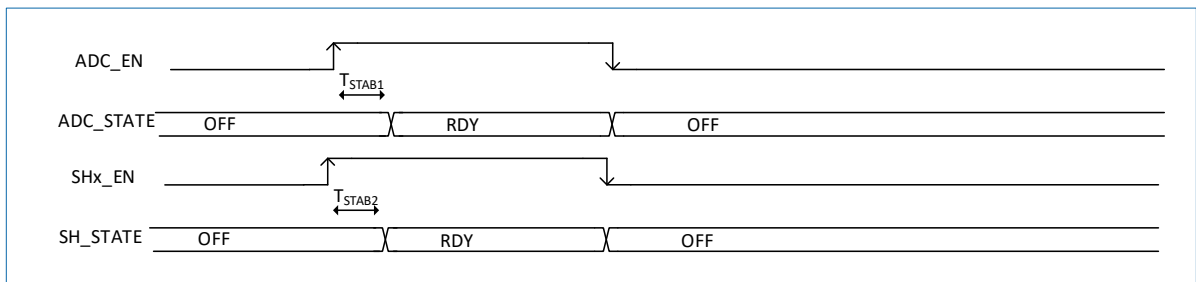 ADC_EN
TSTAB1
ADC_STATE OFF RDY OFF
SHx_EN
TSTAB2
SH_STATE OFF RDY OFF